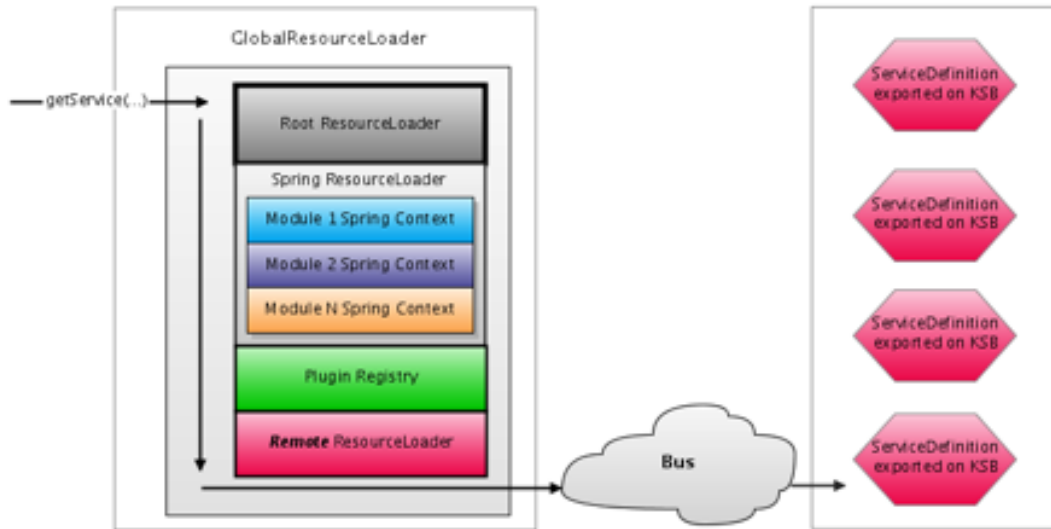 GlobalResourceLoader
getService(...)
Root ResourceLoader
Spring ResourceLoader
Module 1 Spring Context
Module 2 Spring Context
Module N Spring Context
Plugin Registry
Remote ResourceLoader
Bus
ServiceDefinition
exported on KSB
ServiceDefinition
exported on KSB
ServiceDefinition
exported on KSB
ServiceDefinition
exported on KSB